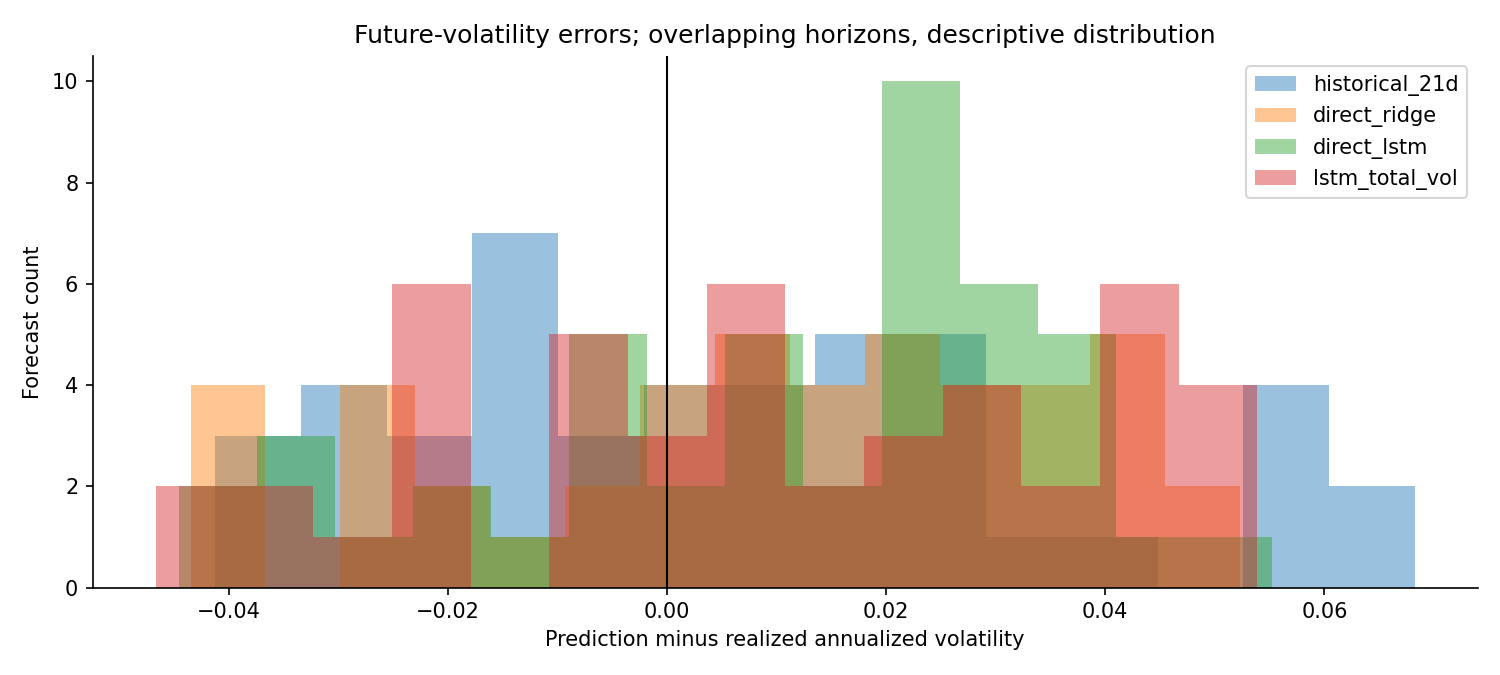 Future-volatility errors; overlapping horizons, descriptive distribution
historical_21d
direct_ridge
direct_lstm
lstm_total_vol
Forecast count
10
8
6
4
2
0
−0.04 −0.02 0.00 0.02 0.04 0.06
Prediction minus realized annualized volatility